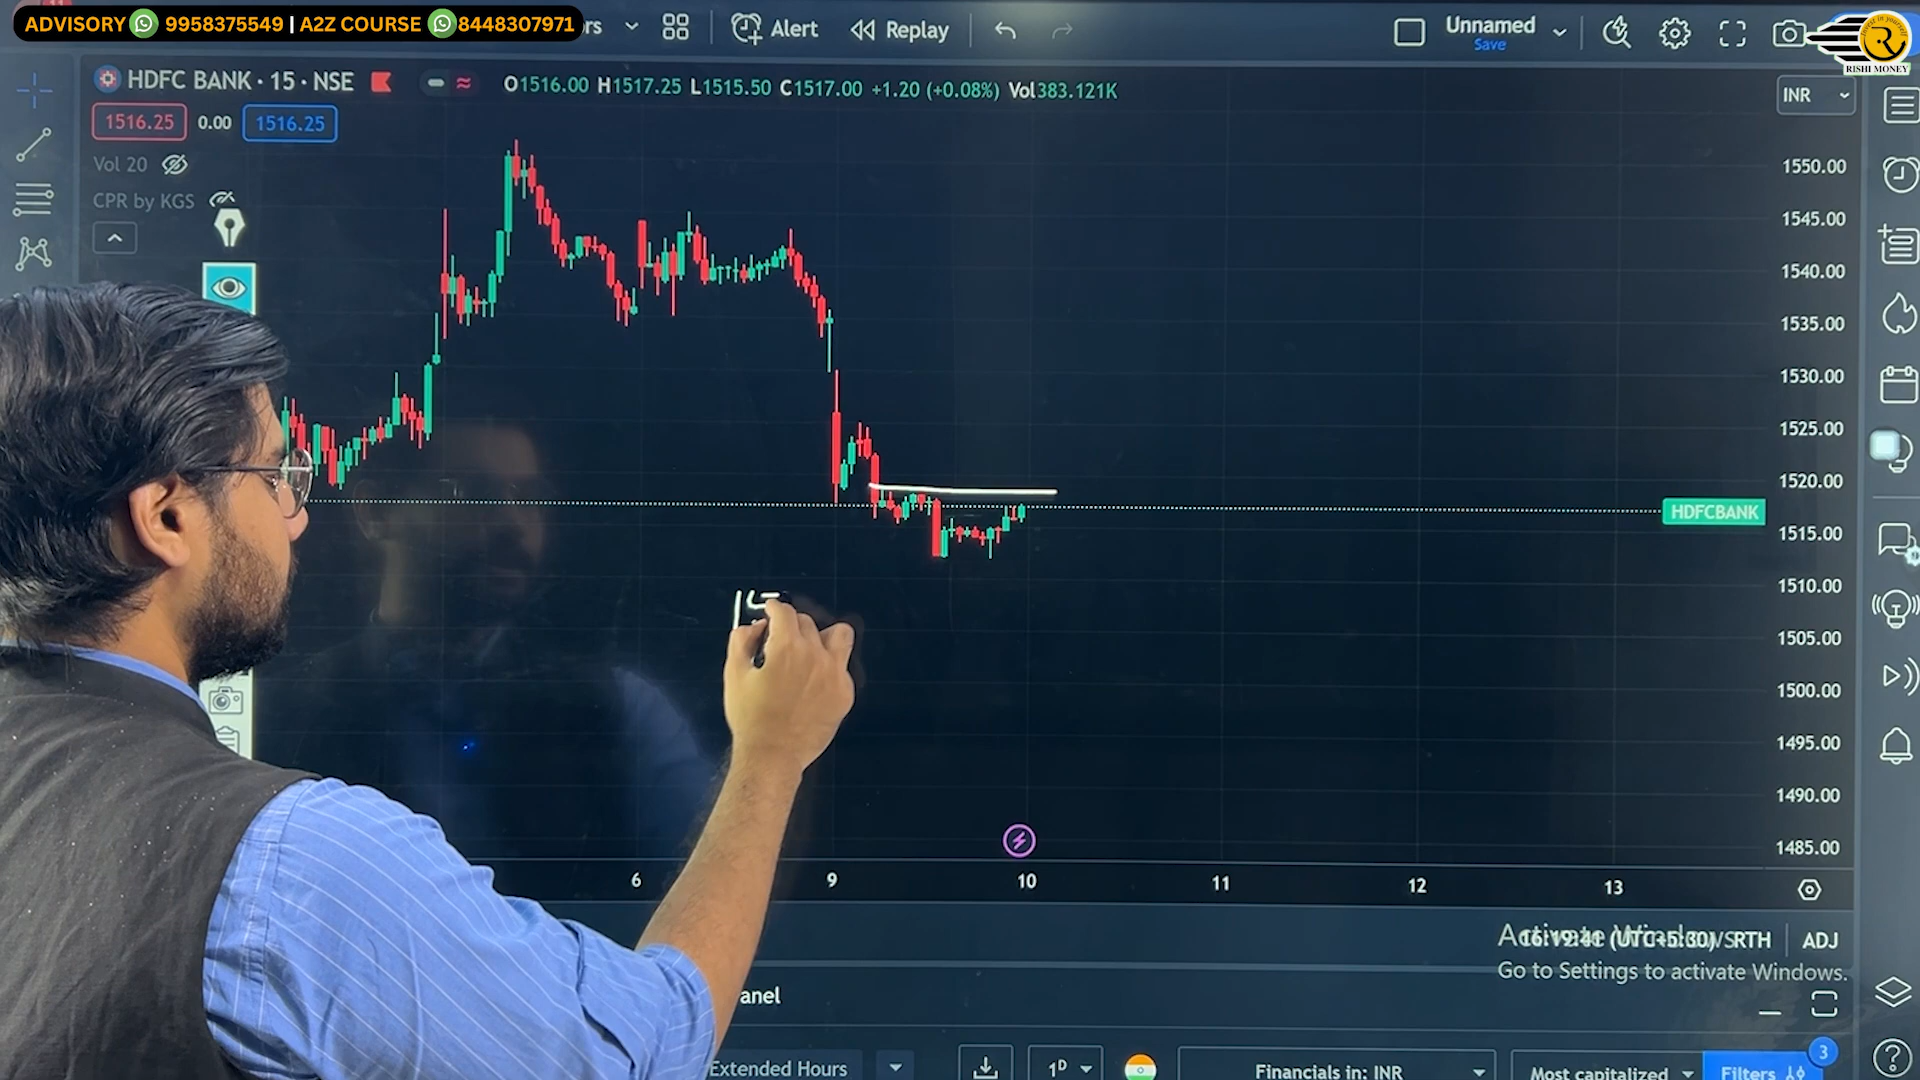 ADVISORY 9958375549 | A2Z COURSE 8448307971
rs
Alert
Replay
Unnamed
Save
RISHI MONEY
HDFC BANK · 15 · NSE
O1516.00 H1517.25 L1515.50 C1517.00 +1.20 (+0.08%) Vol383.121K
INR
1516.25 0.00 1516.25
Vol 20
CPR by KGS
1550.00
1545.00
1540.00
1535.00
1530.00
1525.00
1520.00
HDFCBANK
1515.00
1510.00
15
1505.00
1500.00
1495.00
1490.00
1485.00
6 9 10 11 12 13
16:19:41 (UTC+5:30) RTH ADJ
Activate Windows
Go to Settings to activate Windows.
anel
Extended Hours
1D
Financials in: INR
Most capitalized
Filters
3